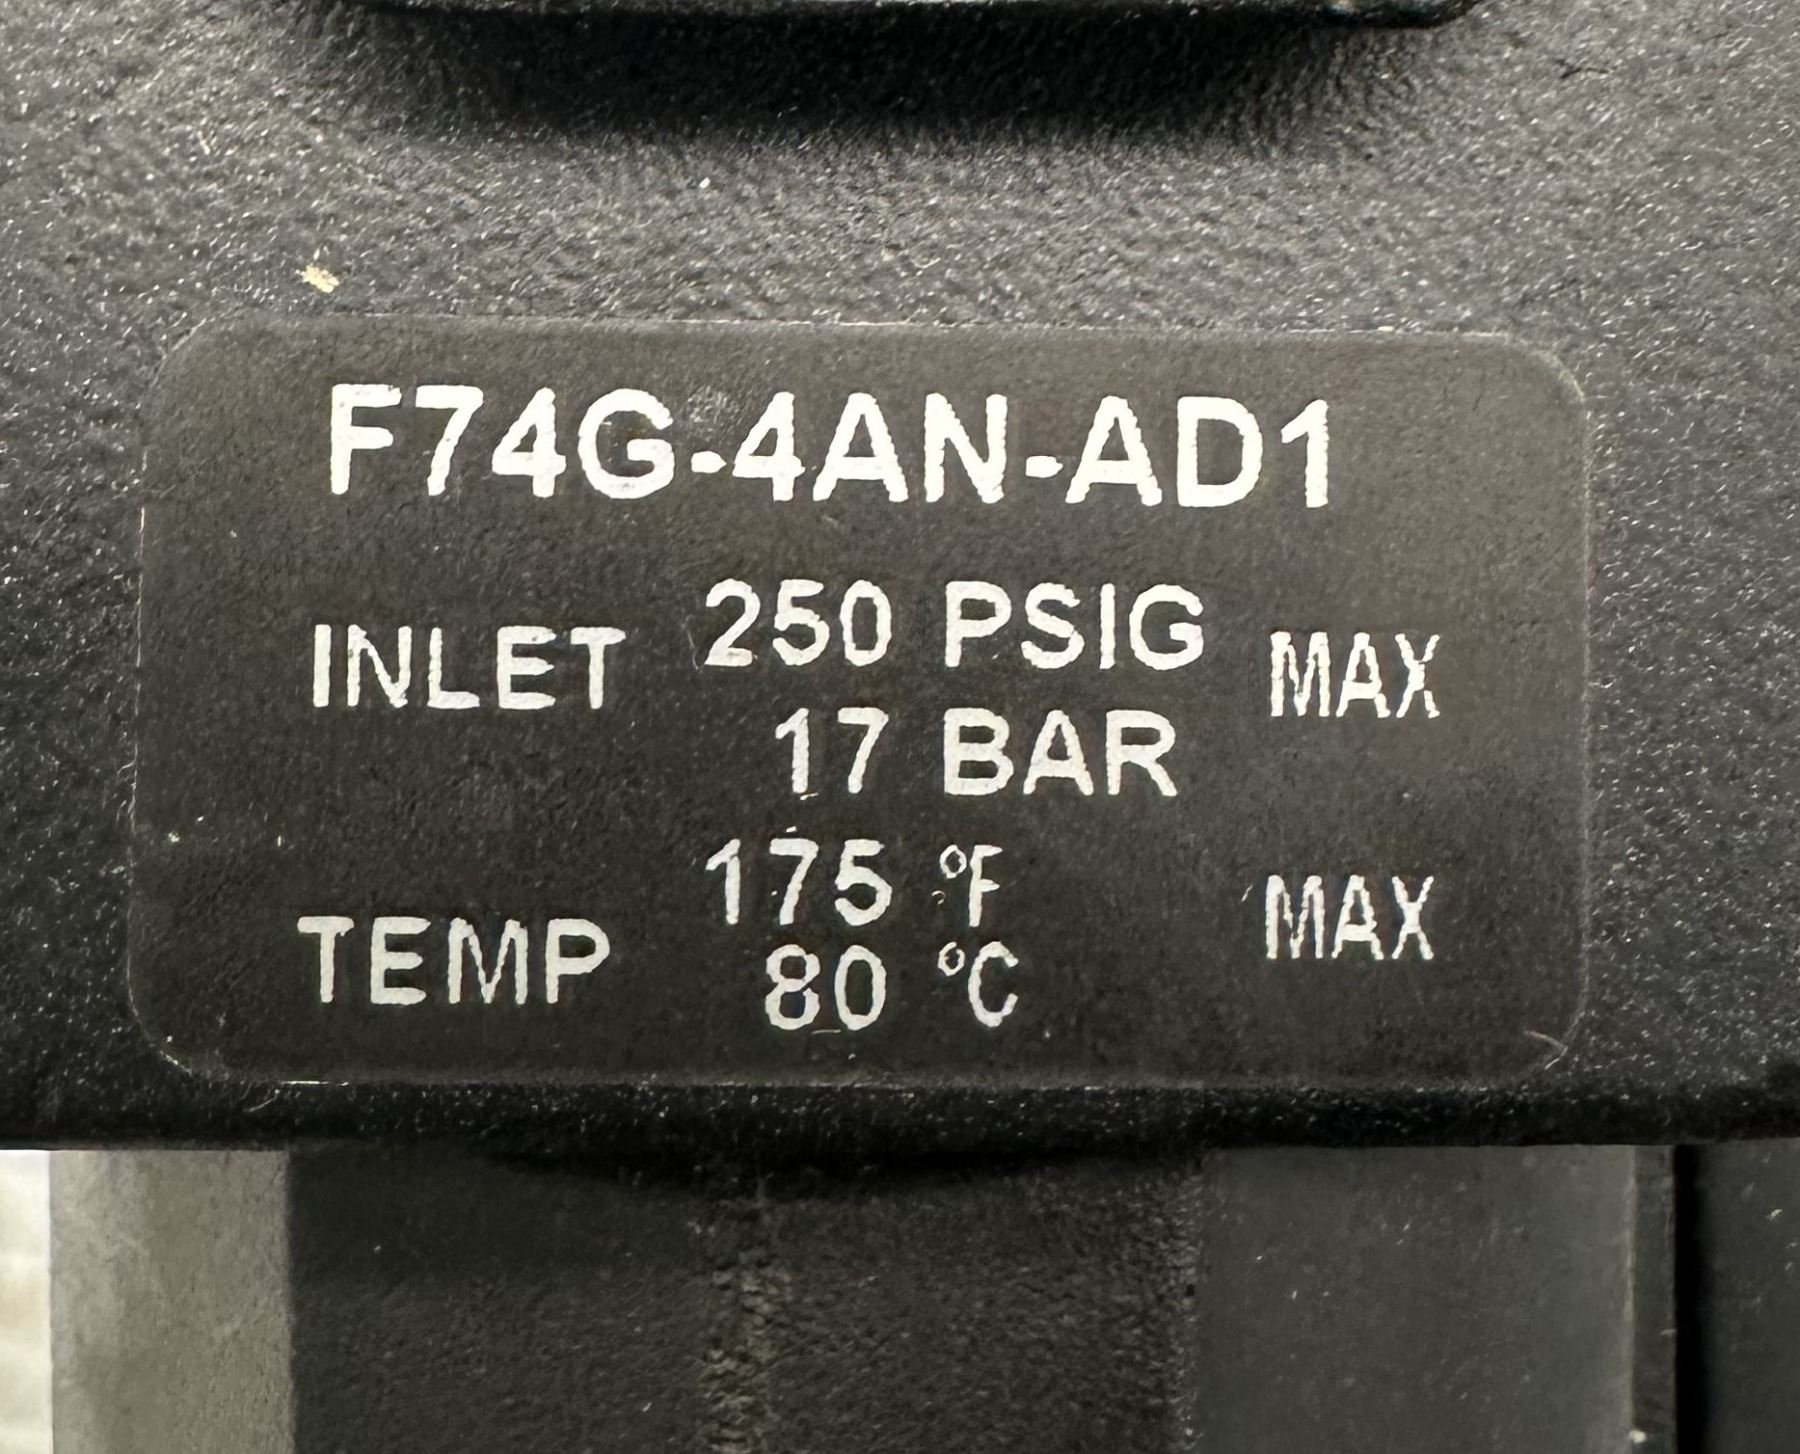 F74G-4AN-AD1
INLET 250 PSIG MAX
17 BAR
175 °F MAX
TEMP 80 °C